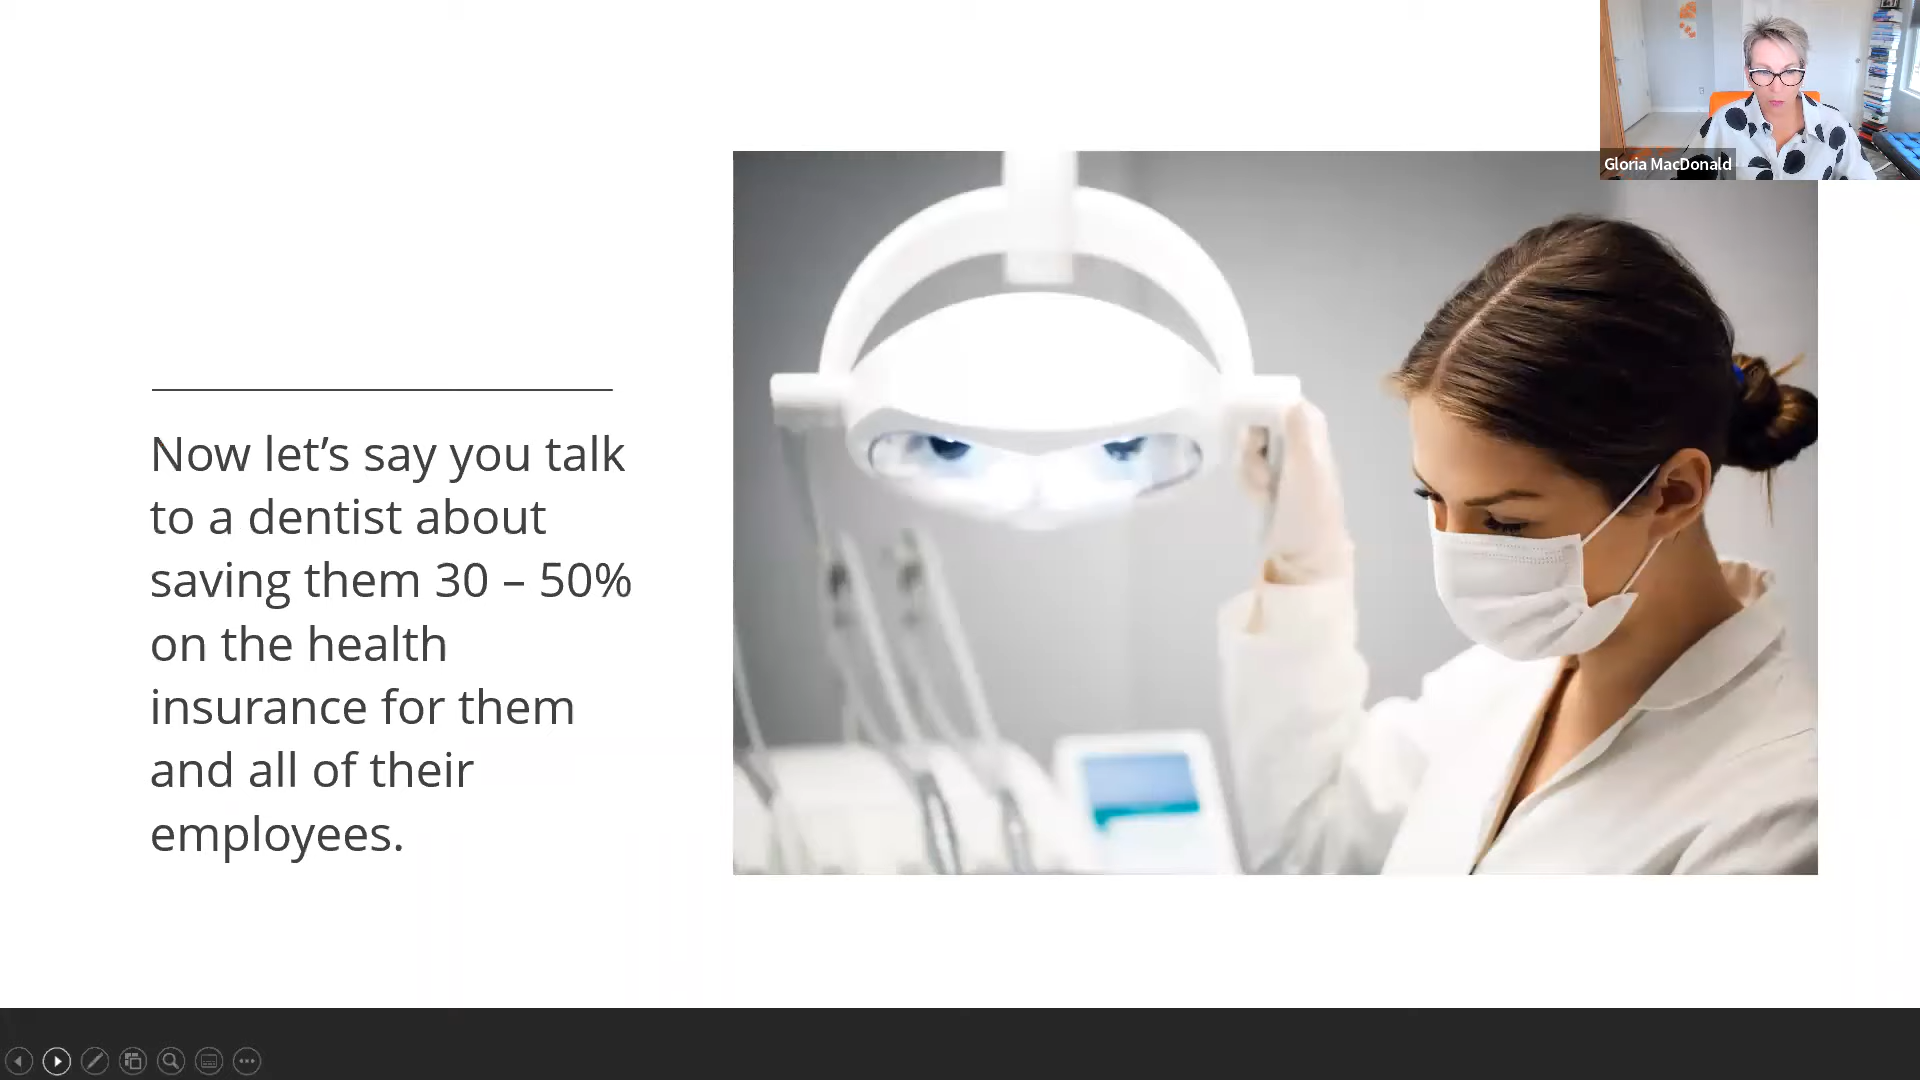 Gloria MacDonald
Now let’s say you talk
to a dentist about
saving them 30 – 50%
on the health
insurance for them
and all of their
employees.